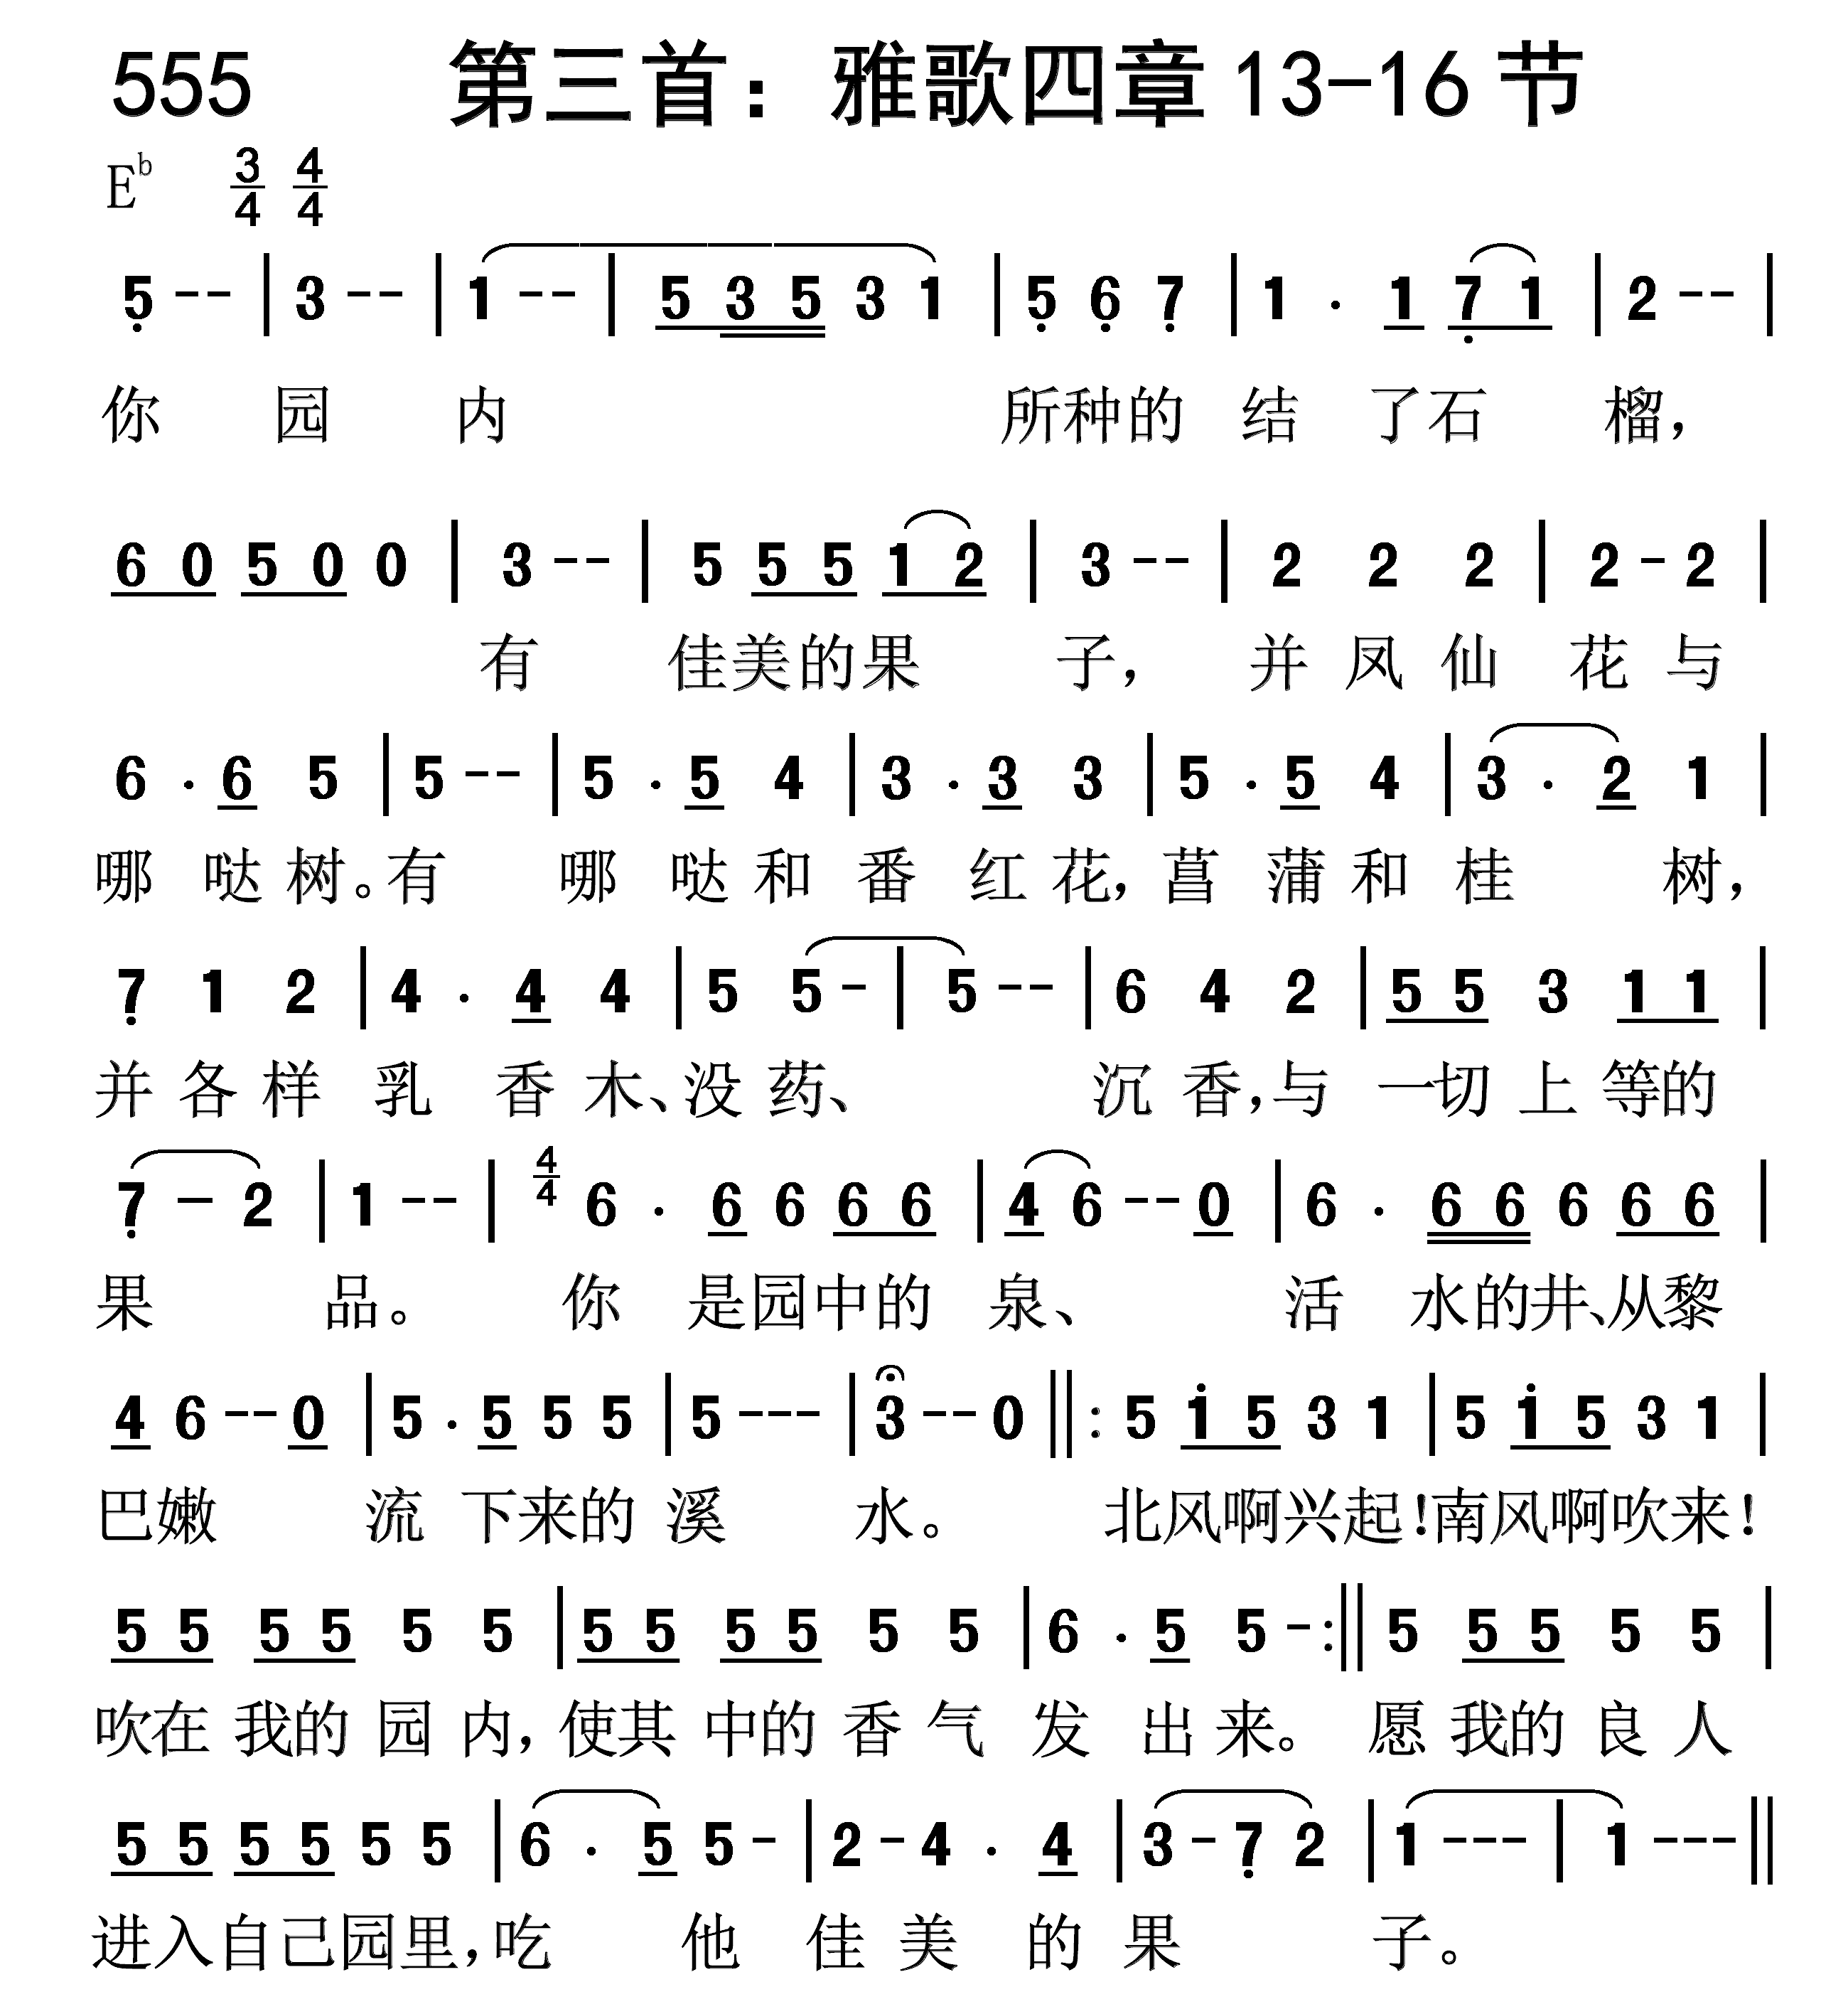 555 第三首：雅歌四章13-16节
E♭ 3/4 4/4
5̣ - - | 3 - - | 1 - - | 5 3 5 3 1 | 5̣ 6̣ 7̣ | 1 . 1 7̣ 1 | 2 - - |
你 园 内 所种的 结 了石 榴，
6 0 5 0 0 | 3 - - | 5 5 5 1 2 | 3 - - | 2 2 2 | 2 - 2 |
有 佳美的果 子， 并 凤 仙 花 与
6 . 6 5 | 5 - - | 5 . 5 4 | 3 . 3 3 | 5 . 5 4 | 3 . 2 1 |
哪 哒 树。有 哪 哒 和 番 红 花，菖 蒲 和 桂 树，
7̣ 1 2 | 4 . 4 4 | 5 5 - | 5 - - | 6 4 2 | 5 5 3 1 1 |
并 各 样 乳 香 木、没 药、 沉 香，与 一切 上 等的
7̣ - 2 | 1 - - | 4/4 6 . 6 6 6 6 | 4 6 - - 0 | 6 . 6 6 6 6 6 |
果 品。 你 是园中的 泉、 活 水的井、从黎
4 6 - - 0 | 5 . 5 5 5 | 5 - - - | 3 - - 0 ‖: 5 1̇ 5 3 1 | 5 1̇ 5 3 1 |
巴嫩 流 下来的 溪 水。 北风啊兴起！南风啊吹来！
5 5 5 5 5 5 | 5 5 5 5 5 5 | 6 . 5 5 - :‖ 5 5 5 5 5 |
吹在 我的 园 内，使其 中的 香 气 发 出 来。 愿 我的 良 人
5 5 5 5 5 5 | 6 . 5 5 - | 2 - 4 . 4 | 3 - 7̣ 2 | 1 - - - | 1 - - - ‖
进入自己园里，吃 他 佳 美 的 果 子。